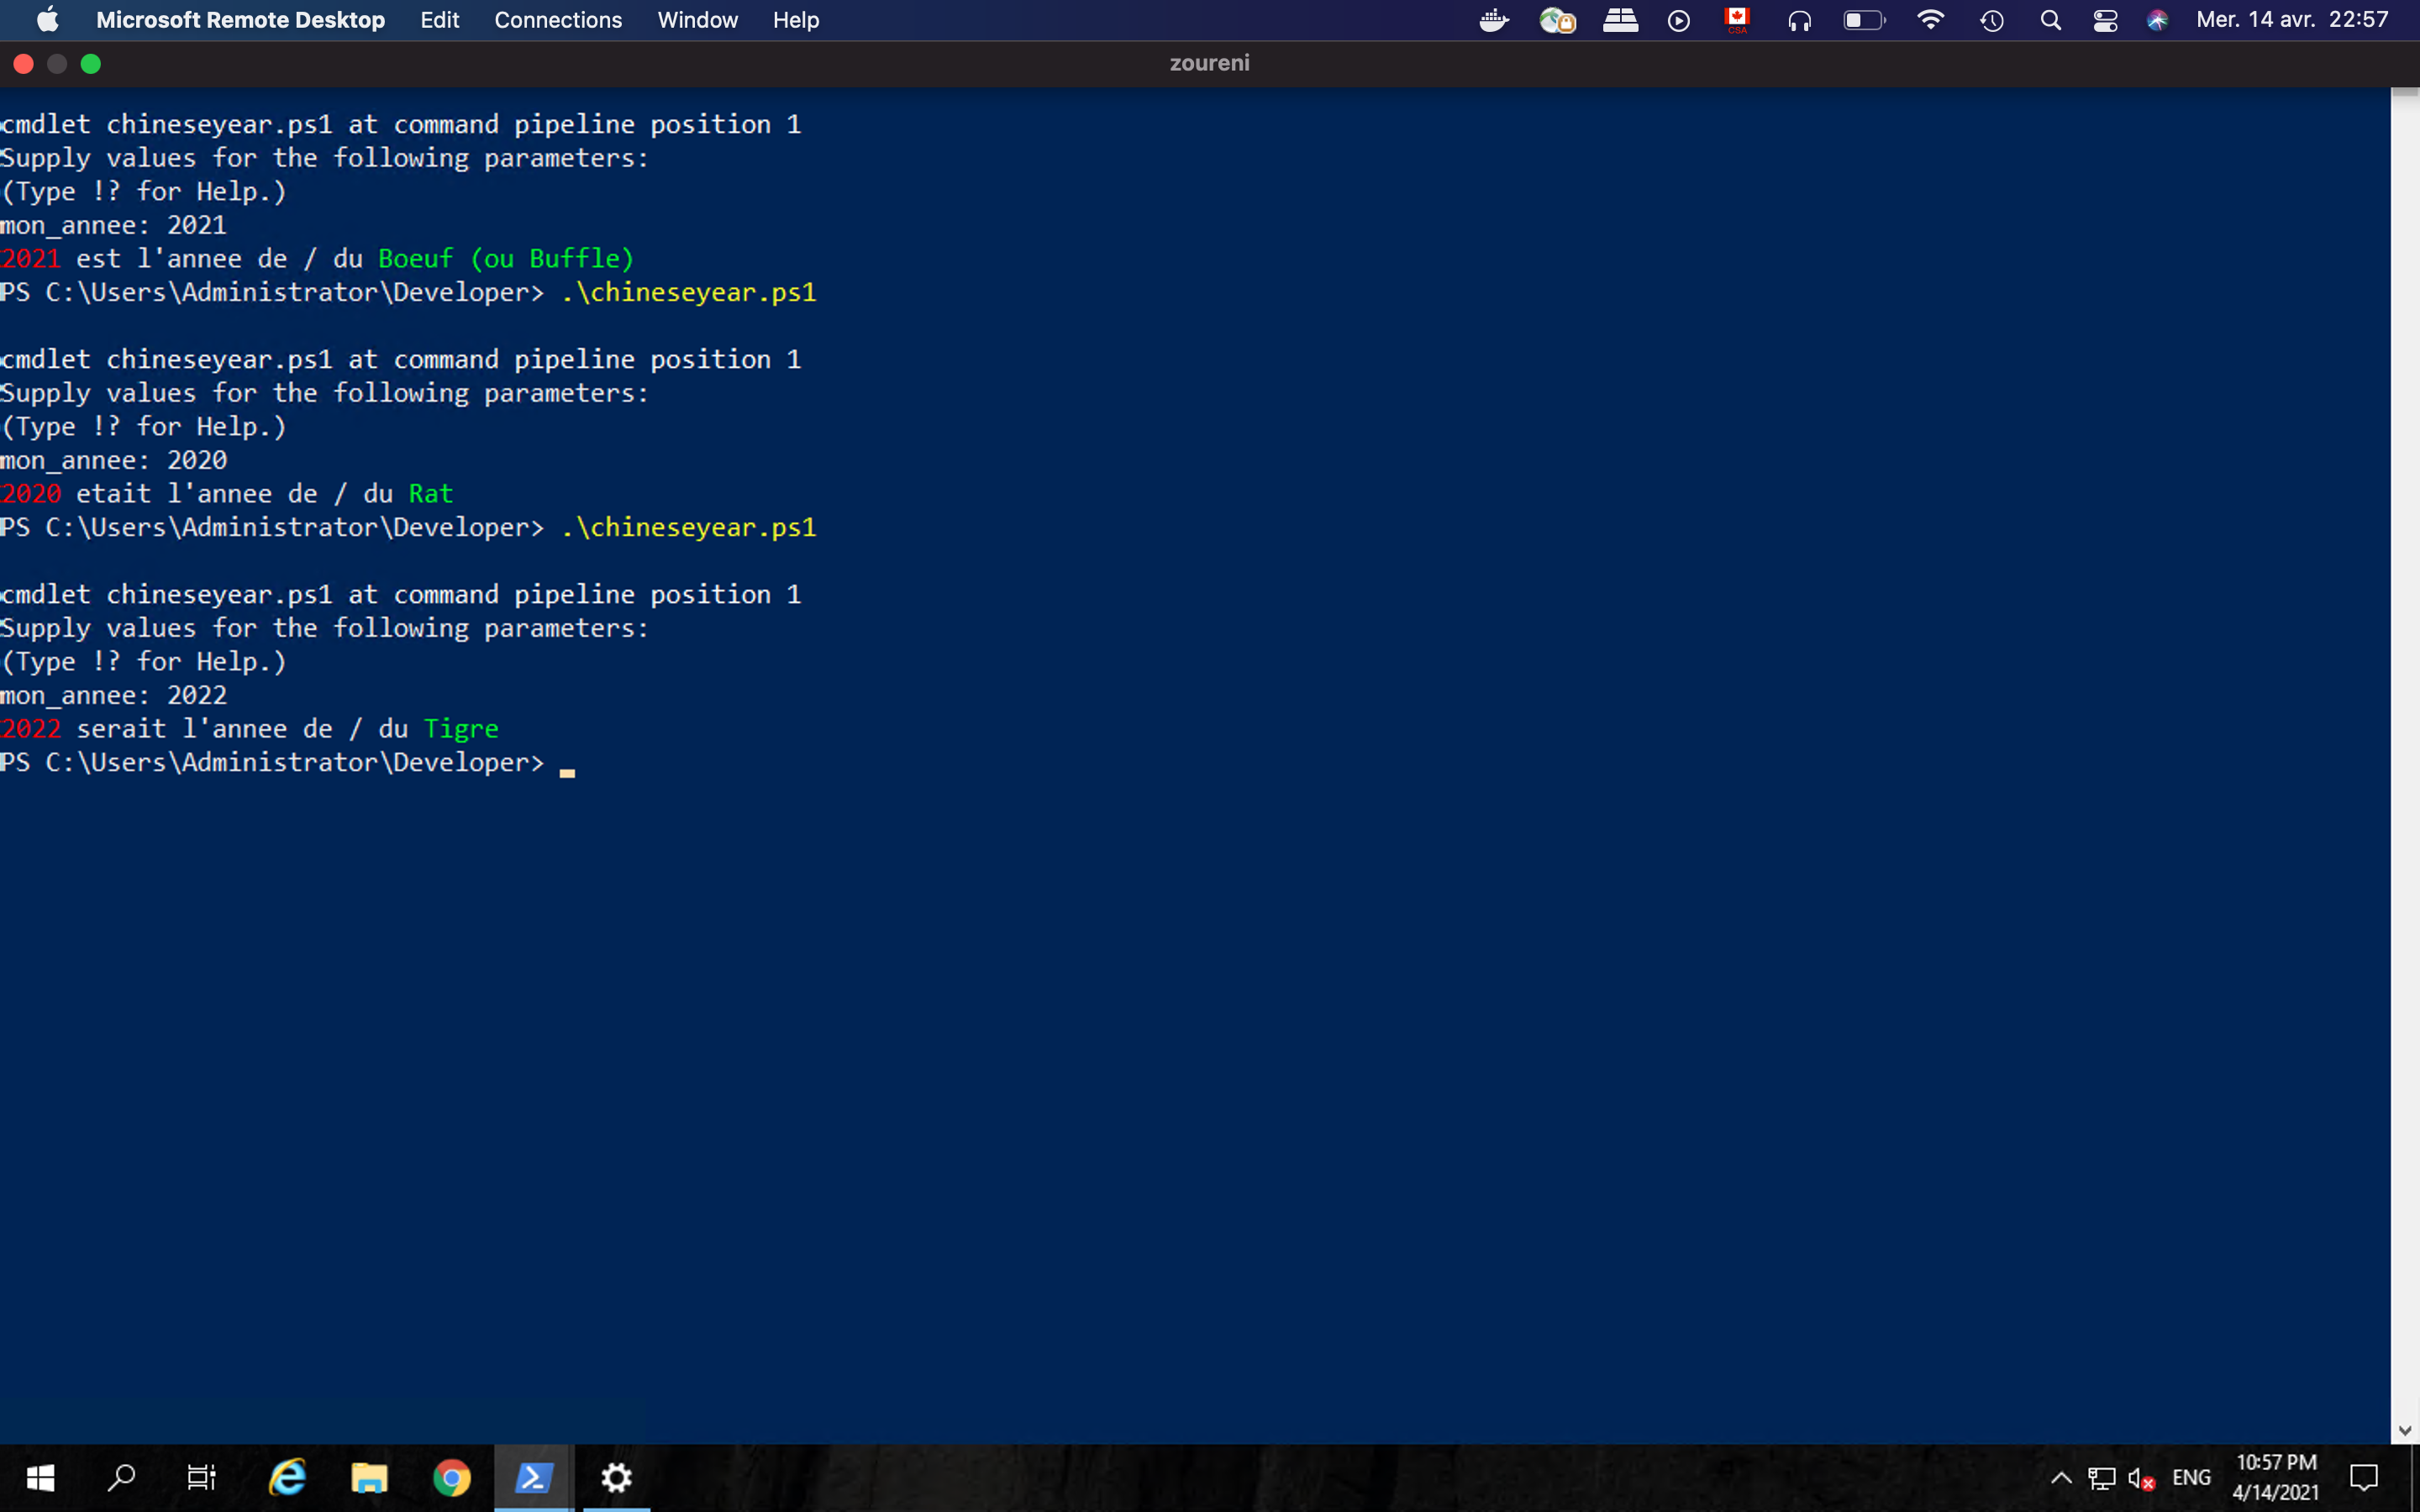 Microsoft Remote Desktop Edit Connections Window Help CSA Mer. 14 avr. 22:57
zoureni
cmdlet chineseyear.ps1 at command pipeline position 1
Supply values for the following parameters:
(Type !? for Help.)
mon_annee: 2021
2021 est l'annee de / du Boeuf (ou Buffle)
PS C:\Users\Administrator\Developer> .\chineseyear.ps1
cmdlet chineseyear.ps1 at command pipeline position 1
Supply values for the following parameters:
(Type !? for Help.)
mon_annee: 2020
2020 etait l'annee de / du Rat
PS C:\Users\Administrator\Developer> .\chineseyear.ps1
cmdlet chineseyear.ps1 at command pipeline position 1
Supply values for the following parameters:
(Type !? for Help.)
mon_annee: 2022
2022 serait l'annee de / du Tigre
PS C:\Users\Administrator\Developer>
ENG
10:57 PM
4/14/2021